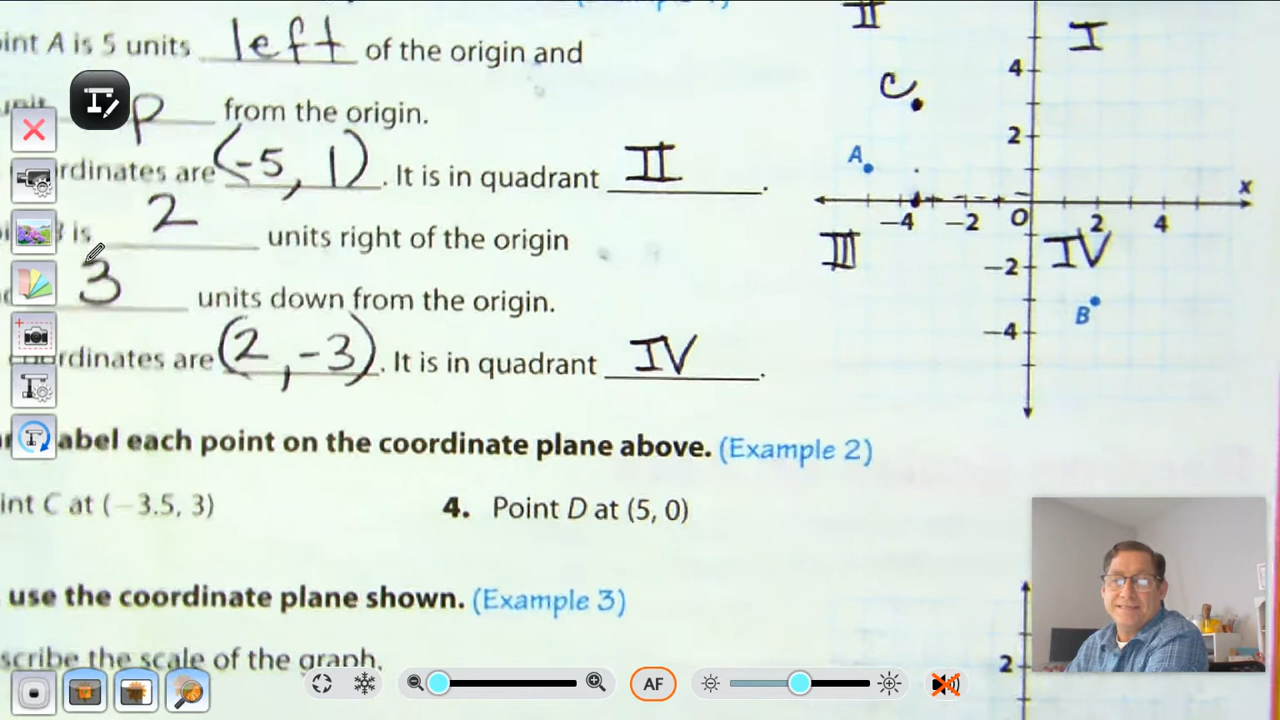 int A is 5 units left of the origin and
from the origin.
rdinates are (-5, 1). It is in quadrant II.
is 2 units right of the origin
3 units down from the origin.
rdinates are (2, -3). It is in quadrant IV.
abel each point on the coordinate plane above. (Example 2)
int C at (−3.5, 3)
4. Point D at (5, 0)
use the coordinate plane shown. (Example 3)
scribe the scale of the graph.
II I
4
C
2
A
x
−4 −2 O 2 4
III IV
−2
B
−4
2
AF